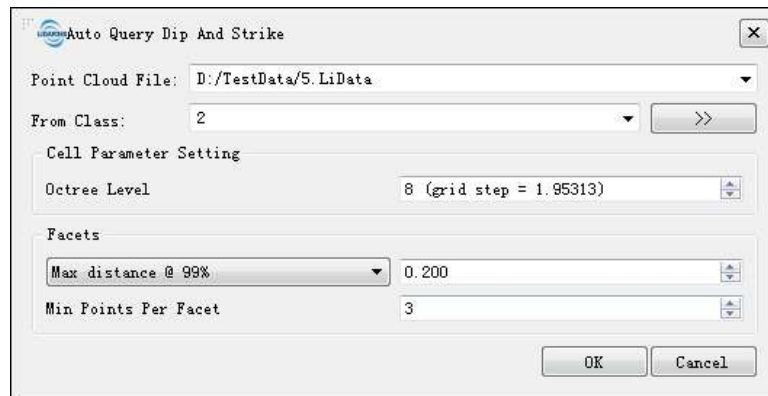 Auto Query Dip And Strike
Point Cloud File: D:/TestData/5.LiData
From Class: 2 >>
Cell Parameter Setting
Octree Level 8 (grid step = 1.95313)
Facets
Max distance @ 99% 0.200
Min Points Per Facet 3
OK Cancel